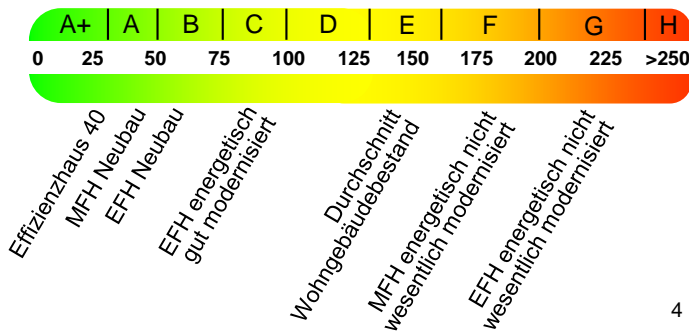 A+ A B C D E F G H
0 25 50 75 100 125 150 175 200 225 >250
Effizienzhaus 40
MFH Neubau
EFH Neubau
EFH energetisch
gut modernisiert
Durchschnitt
Wohngebäudebestand
MFH energetisch nicht
wesentlich modernisiert
EFH energetisch nicht
wesentlich modernisiert
4